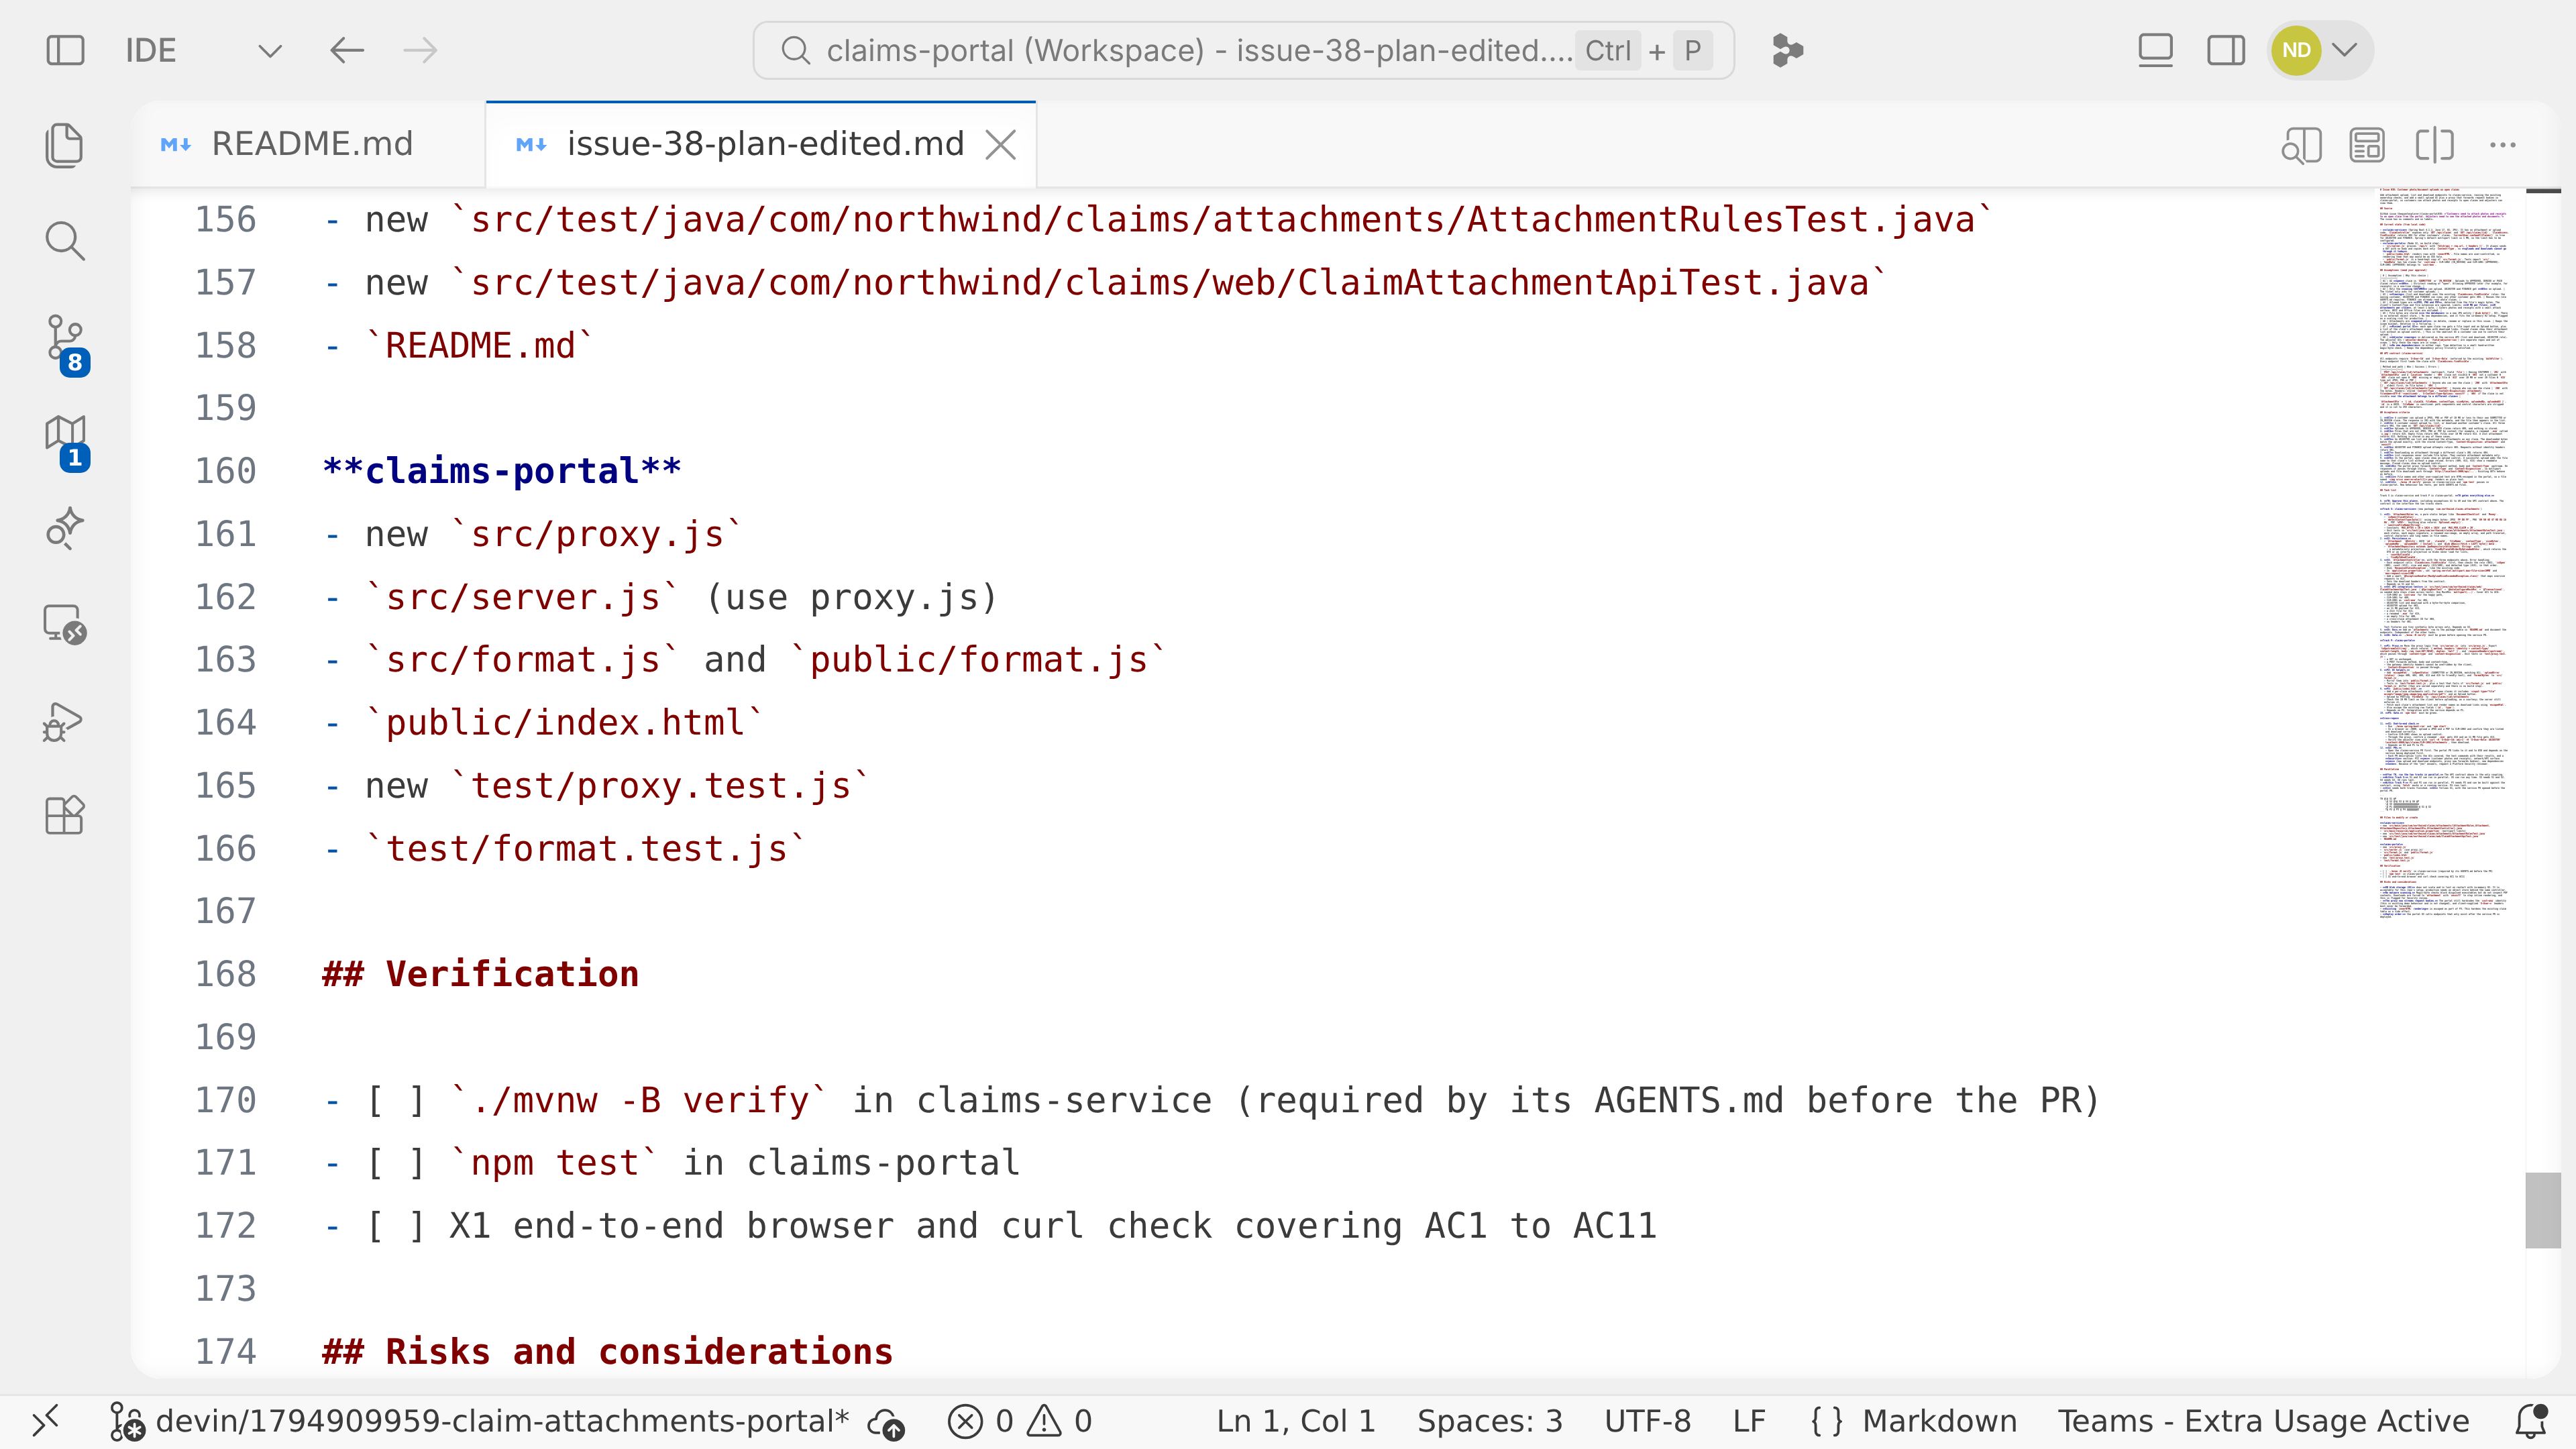 IDE
claims-portal (Workspace) - issue-38-plan-edited.... Ctrl + P
ND
README.md
issue-38-plan-edited.md
156 - new `src/test/java/com/northwind/claims/attachments/AttachmentRulesTest.java`
157 - new `src/test/java/com/northwind/claims/web/ClaimAttachmentApiTest.java`
158 - `README.md`
159
160 **claims-portal**
161 - new `src/proxy.js`
162 - `src/server.js` (use proxy.js)
163 - `src/format.js` and `public/format.js`
164 - `public/index.html`
165 - new `test/proxy.test.js`
166 - `test/format.test.js`
167
168 ## Verification
169
170 - [ ] `./mvnw -B verify` in claims-service (required by its AGENTS.md before the PR)
171 - [ ] `npm test` in claims-portal
172 - [ ] X1 end-to-end browser and curl check covering AC1 to AC11
173
174 ## Risks and considerations
8
1
devin/1794909959-claim-attachments-portal* 0 0 Ln 1, Col 1 Spaces: 3 UTF-8 LF { } Markdown Teams - Extra Usage Active